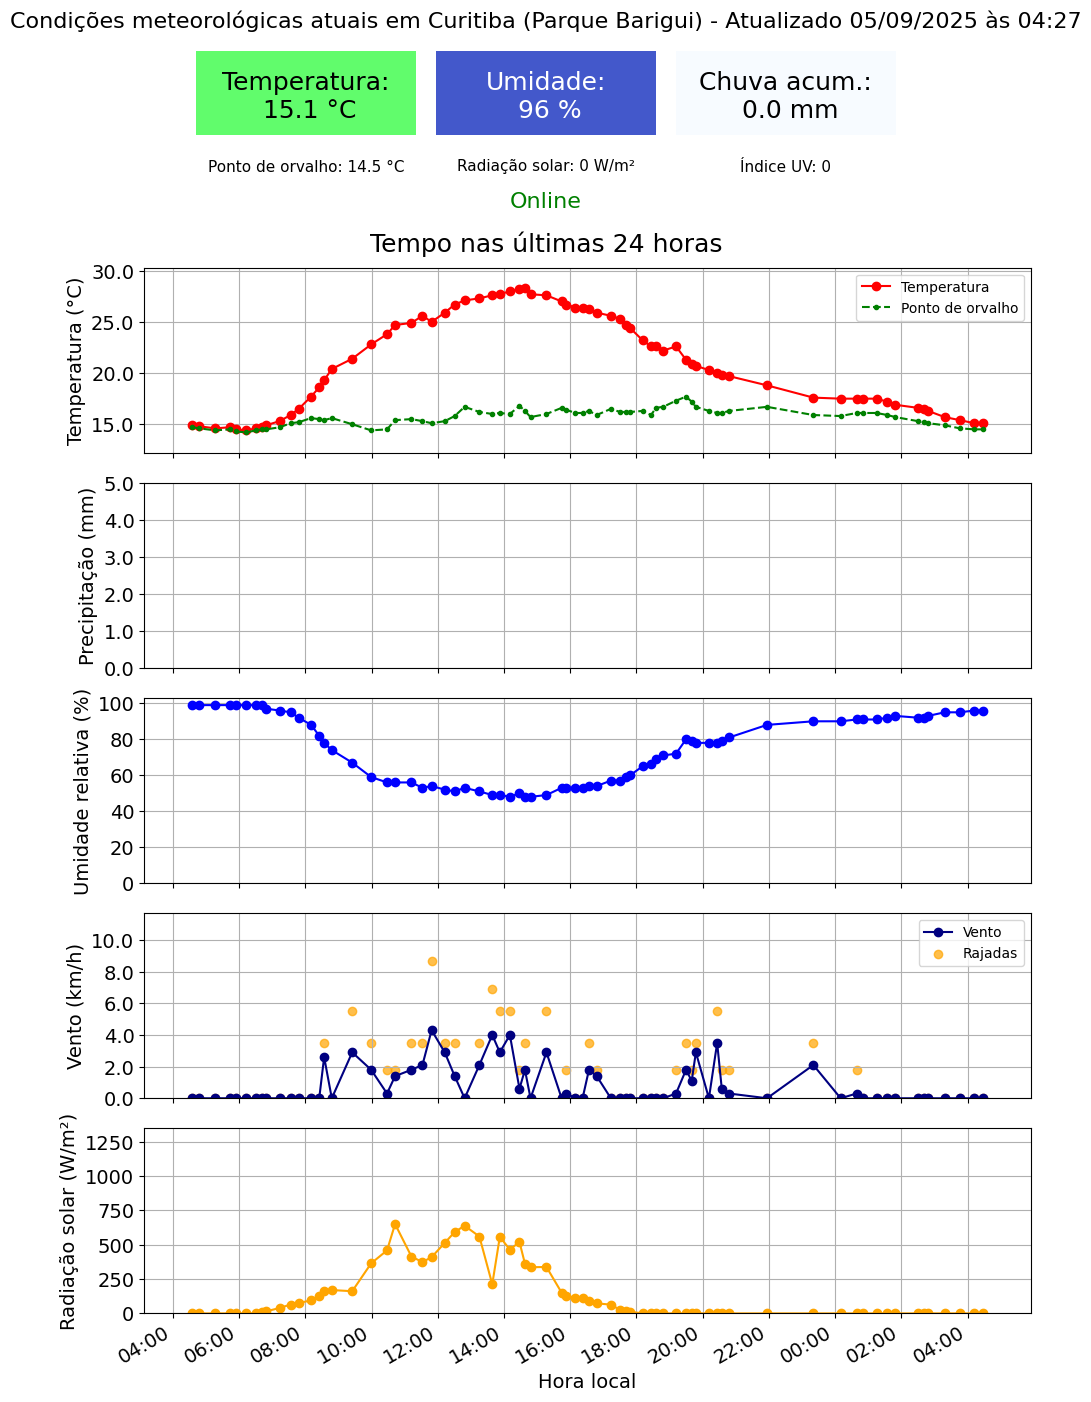 Condições meteorológicas atuais em Curitiba (Parque Barigui) - Atualizado 05/09/2025 às 04:27
Temperatura:
15.1 °C
Umidade:
96 %
Chuva acum.:
0.0 mm
Ponto de orvalho: 14.5 °C
Radiação solar: 0 W/m²
Índice UV: 0
Online
Tempo nas últimas 24 horas
Temperatura (°C)
30.0
25.0
20.0
15.0
Temperatura
Ponto de orvalho
Precipitação (mm)
5.0
4.0
3.0
2.0
1.0
0.0
Umidade relativa (%)
100
80
60
40
20
0
Vento (km/h)
10.0
8.0
6.0
4.0
2.0
0.0
Vento
Rajadas
Radiação solar (W/m²)
1250
1000
750
500
250
0
04:00
06:00
08:00
10:00
12:00
14:00
16:00
18:00
20:00
22:00
00:00
02:00
04:00
Hora local